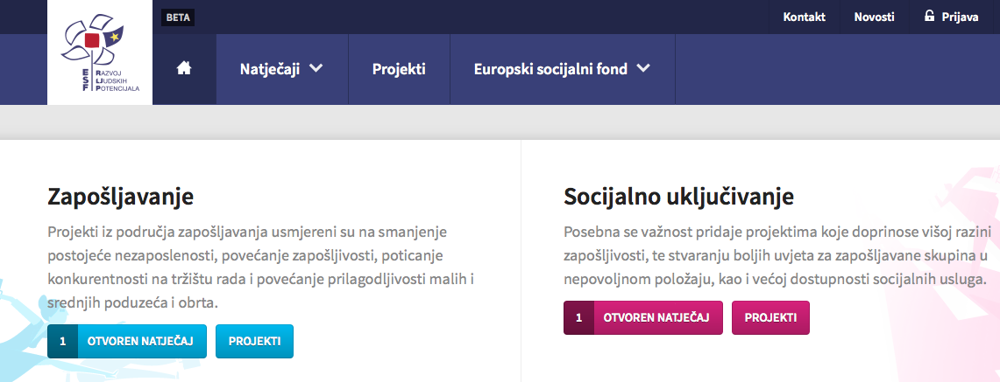 BETA
Kontakt
Novosti
Prijava
ESF RAZVOJ
LJUDSKIH
POTENCIJALA
Natječaji
Projekti
Europski socijalni fond
Zapošljavanje
Projekti iz područja zapošljavanja usmjereni su na smanjenje
postojeće nezaposlenosti, povećanje zapošljivosti, poticanje
konkurentnosti na tržištu rada i povećanje prilagodljivosti malih i
srednjih poduzeća i obrta.
1 OTVOREN NATJEČAJ
PROJEKTI
Socijalno uključivanje
Posebna se važnost pridaje projektima koje doprinose višoj razini
zapošljivosti, te stvaranju boljih uvjeta za zapošljavane skupina u
nepovoljnom položaju, kao i većoj dostupnosti socijalnih usluga.
1 OTVOREN NATJEČAJ
PROJEKTI